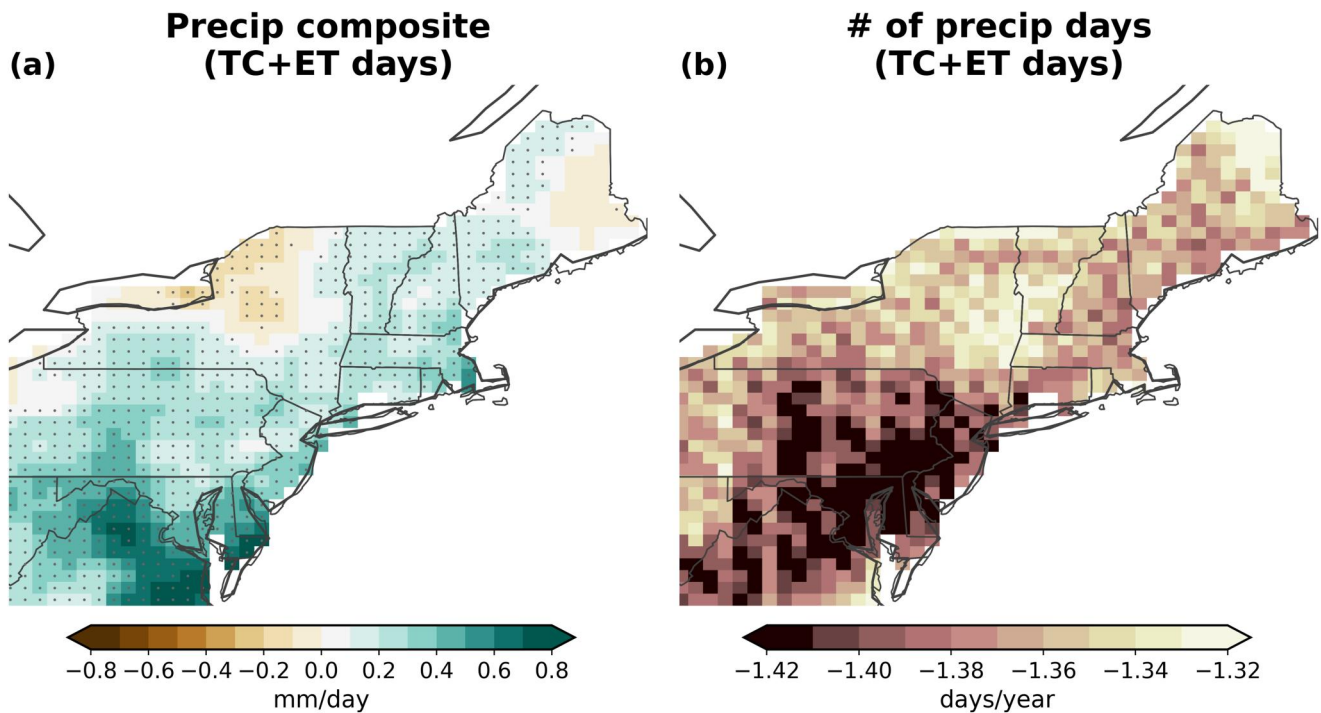 Precip composite
(a) (TC+ET days)
# of precip days
(b) (TC+ET days)
−0.8 −0.6 −0.4 −0.2 0.0 0.2 0.4 0.6 0.8
mm/day
−1.42 −1.40 −1.38 −1.36 −1.34 −1.32
days/year